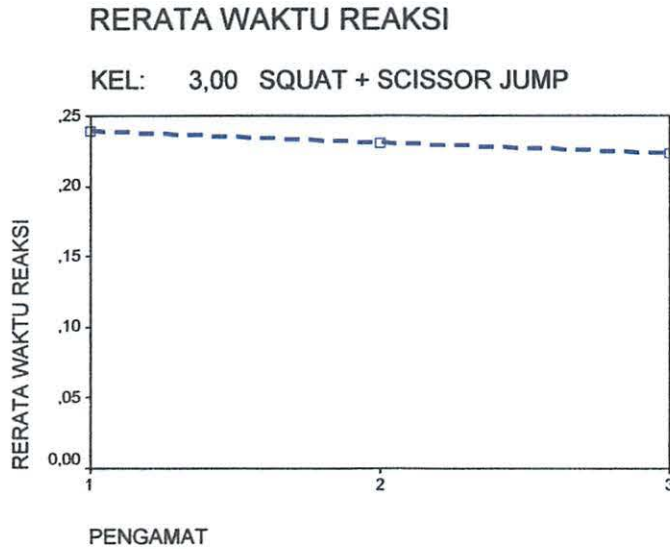 RERATA WAKTU REAKSI
KEL: 3,00 SQUAT + SCISSOR JUMP
RERATA WAKTU REAKSI
,25
,20
,15
,10
,05
0,00
1 2 3
PENGAMAT